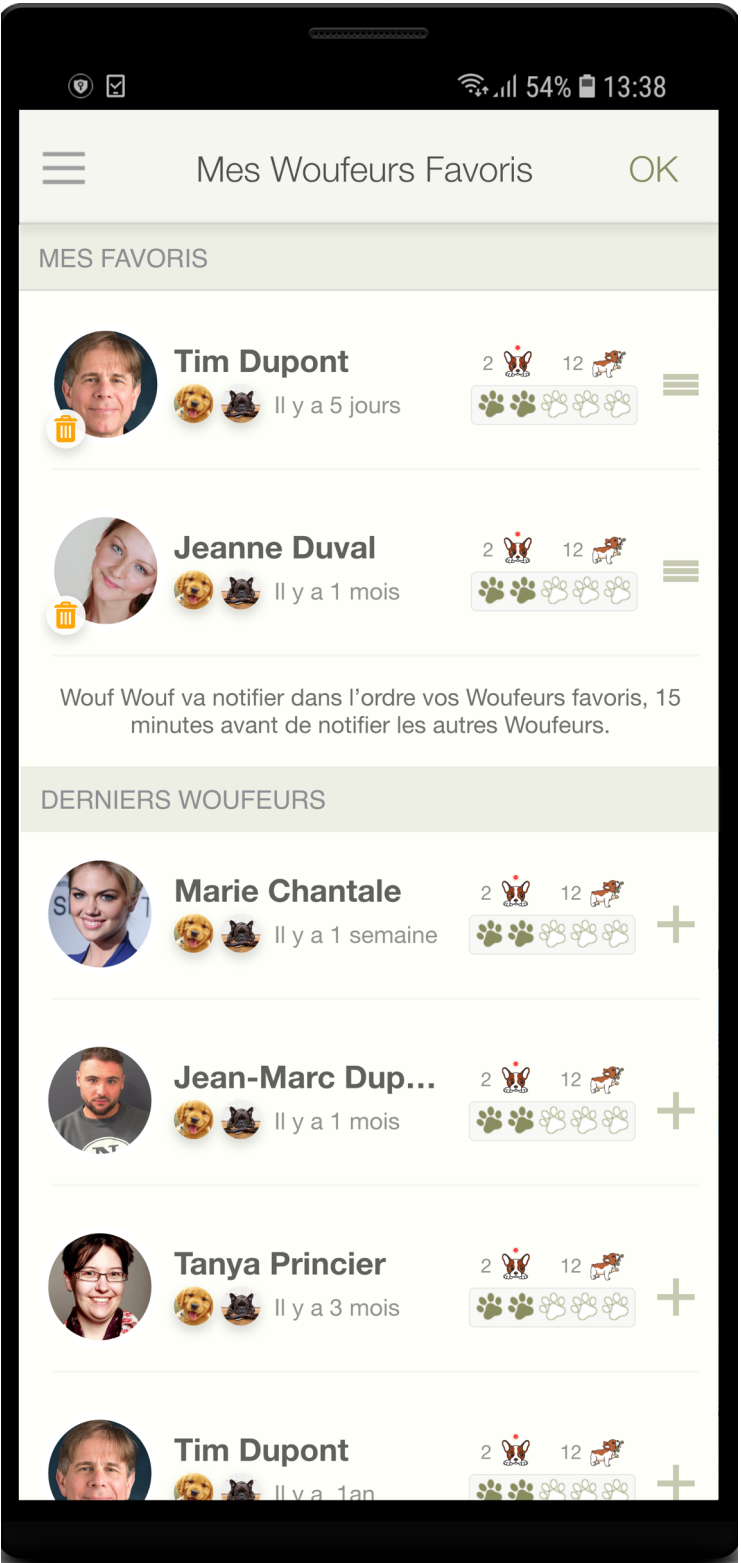 54% 13:38
Mes Woufeurs Favoris OK
MES FAVORIS
Tim Dupont
2 12
Il y a 5 jours
Jeanne Duval
2 12
Il y a 1 mois
Wouf Wouf va notifier dans l’ordre vos Woufeurs favoris, 15
minutes avant de notifier les autres Woufeurs.
DERNIERS WOUFEURS
Marie Chantale
2 12
Il y a 1 semaine
Jean-Marc Dup...
2 12
Il y a 1 mois
Tanya Princier
2 12
Il y a 3 mois
Tim Dupont
2 12
Il y a 1an